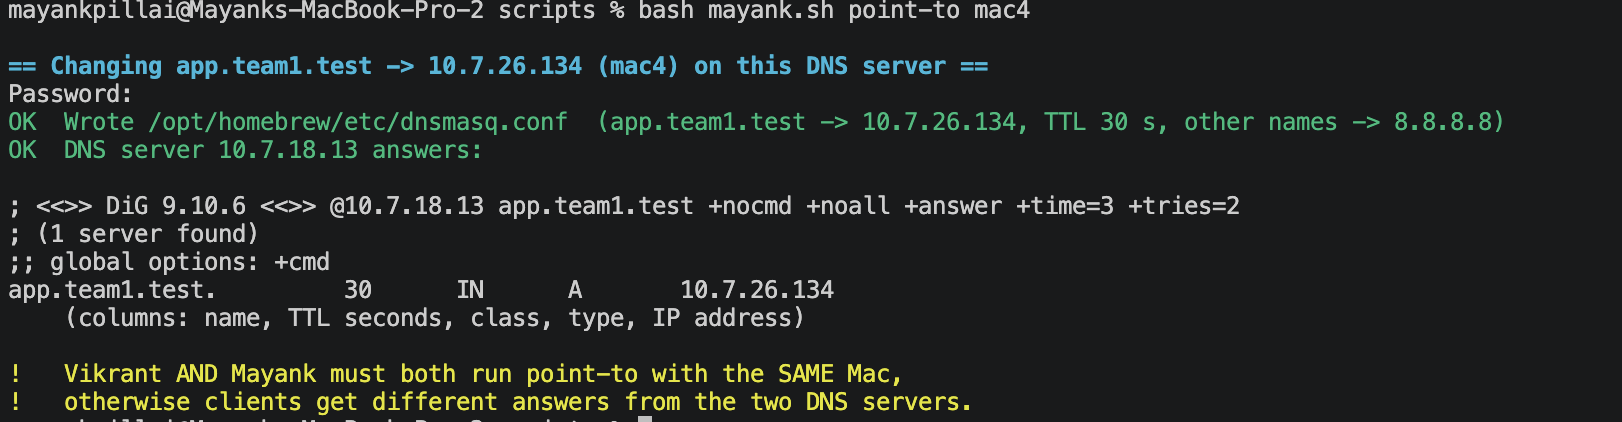 mayankpillai@Mayanks-MacBook-Pro-2 scripts % bash mayank.sh point-to mac4
== Changing app.team1.test -> 10.7.26.134 (mac4) on this DNS server ==
Password:
OK  Wrote /opt/homebrew/etc/dnsmasq.conf  (app.team1.test -> 10.7.26.134, TTL 30 s, other names -> 8.8.8.8)
OK  DNS server 10.7.18.13 answers:
; <<>> DiG 9.10.6 <<>> @10.7.18.13 app.team1.test +nocmd +noall +answer +time=3 +tries=2
; (1 server found)
;; global options: +cmd
app.team1.test.         30      IN      A       10.7.26.134
    (columns: name, TTL seconds, class, type, IP address)
!   Vikrant AND Mayank must both run point-to with the SAME Mac,
!   otherwise clients get different answers from the two DNS servers.